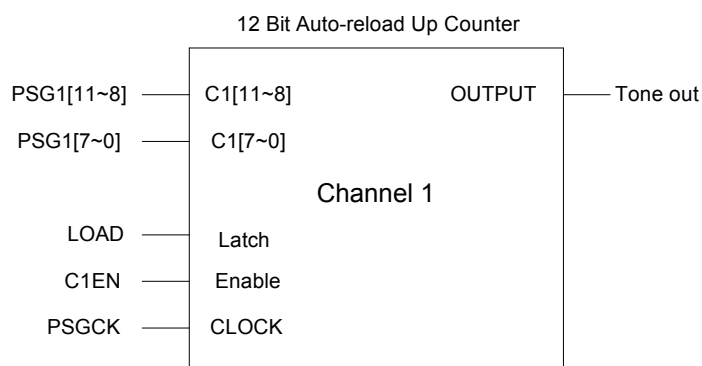 12 Bit Auto-reload Up Counter
PSG1[11~8] C1[11~8] OUTPUT Tone out
PSG1[7~0] C1[7~0]
Channel 1
LOAD Latch
C1EN Enable
PSGCK CLOCK